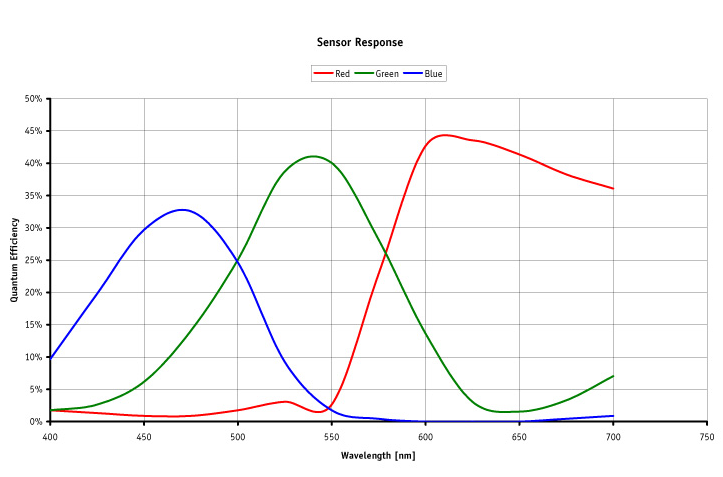 Sensor Response
Red Green Blue
50%
45%
40%
35%
30%
25%
20%
15%
10%
5%
0%
Quantum Efficiency
400 450 500 550 600 650 700 750
Wavelength [nm]